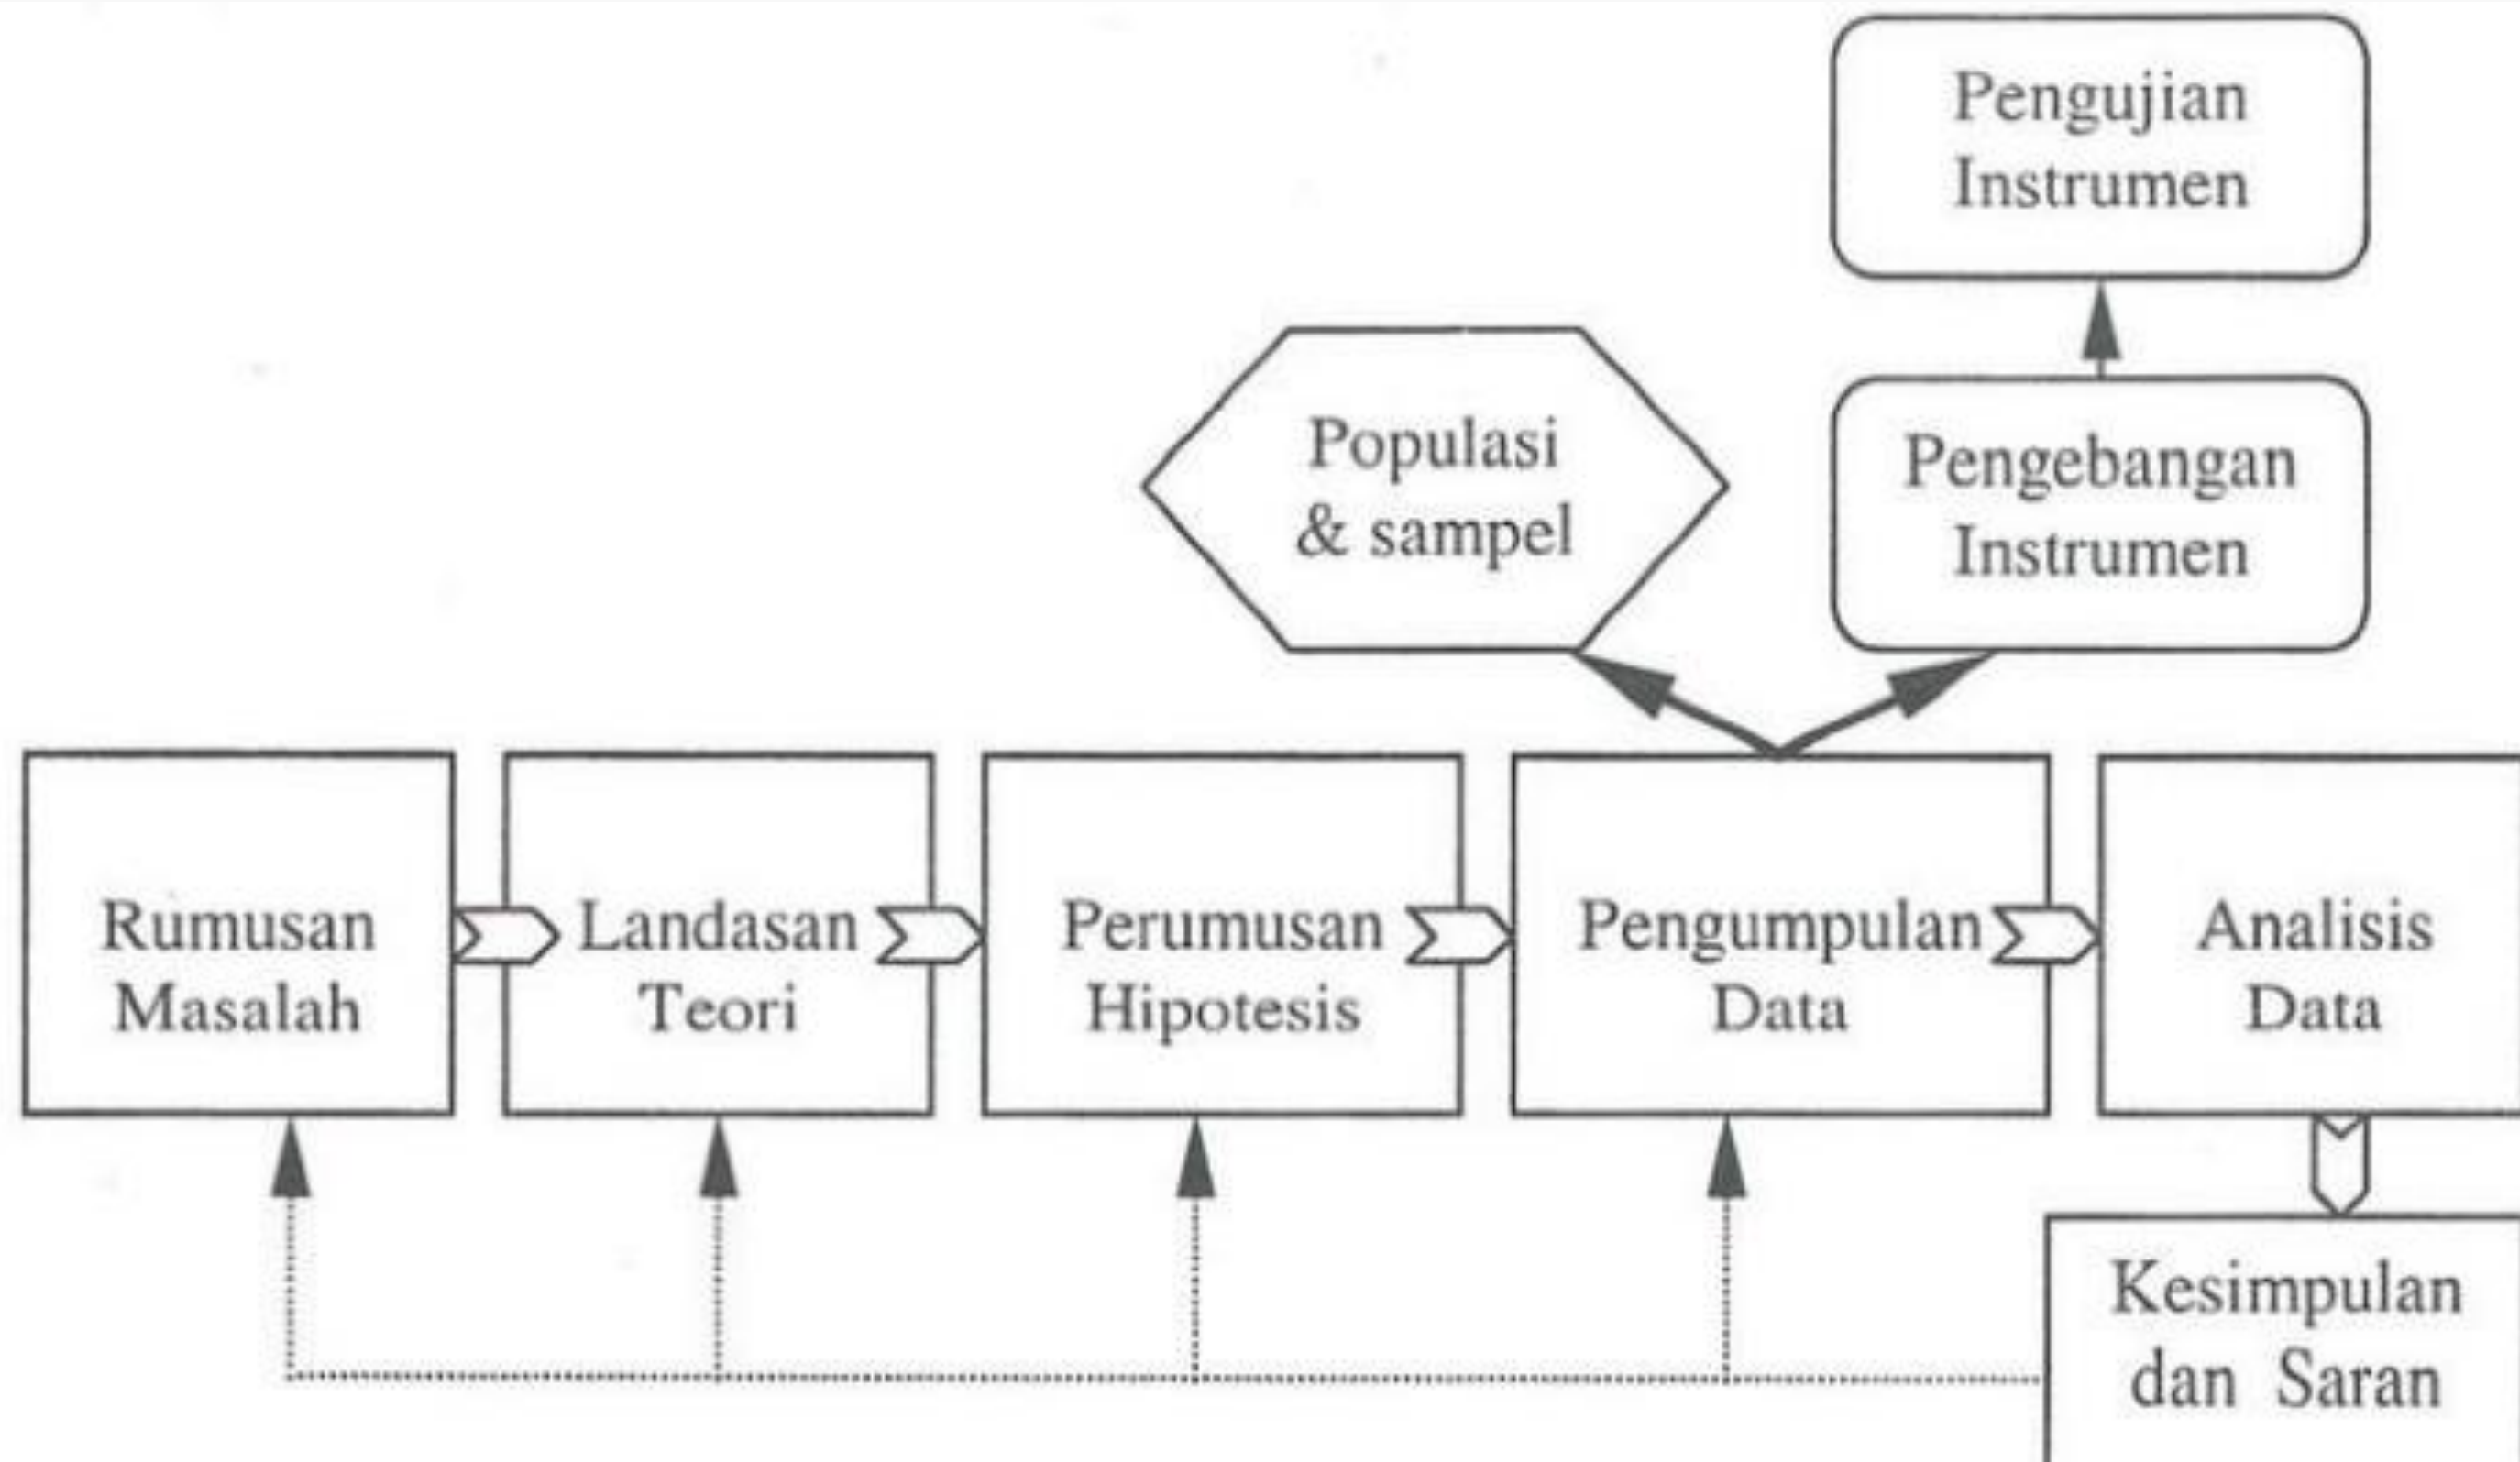 Pengujian
Instrumen
Populasi
& sampel
Pengebangan
Instrumen
Rumusan
Masalah
Landasan
Teori
Perumusan
Hipotesis
Pengumpulan
Data
Analisis
Data
Kesimpulan
dan Saran